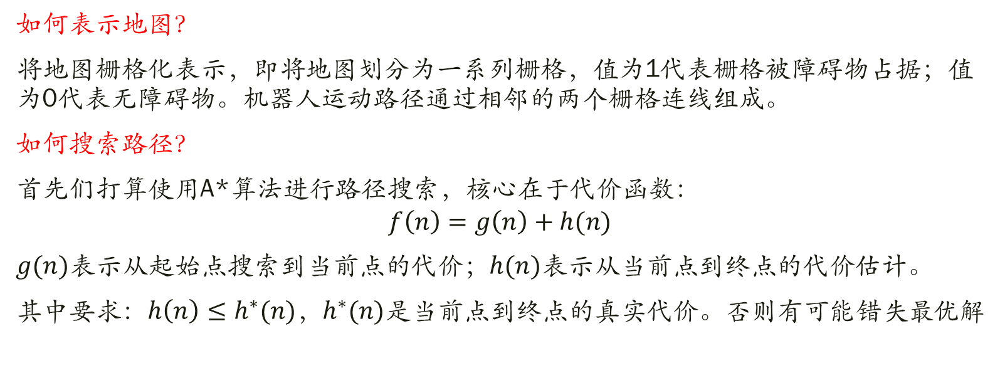 如何表示地图？
将地图栅格化表示，即将地图划分为一系列栅格，值为1代表栅格被障碍物占据；值
为0代表无障碍物。机器人运动路径通过相邻的两个栅格连线组成。
如何搜索路径？
首先们打算使用A*算法进行路径搜索，核心在于代价函数：
f(n) = g(n) + h(n)
g(n)表示从起始点搜索到当前点的代价；h(n)表示从当前点到终点的代价估计。
其中要求：h(n) ≤ h*(n)，h*(n)是当前点到终点的真实代价。否则有可能错失最优解